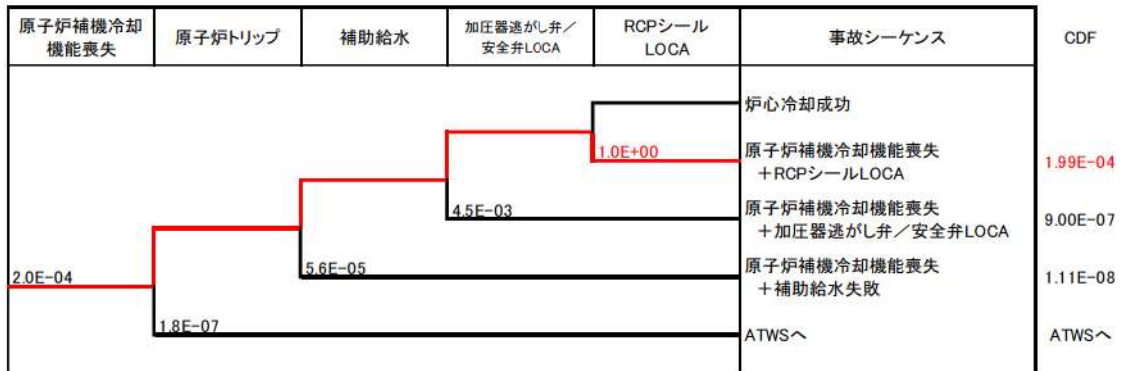 原子炉補機冷却
機能喪失
原子炉トリップ
補助給水
加圧器逃がし弁／
安全弁LOCA
RCPシール
LOCA
事故シーケンス
CDF
炉心冷却成功
1.0E+00
原子炉補機冷却機能喪失
＋RCPシールLOCA
1.99E-04
4.5E-03
原子炉補機冷却機能喪失
＋加圧器逃がし弁／安全弁LOCA
9.00E-07
2.0E-04
5.6E-05
原子炉補機冷却機能喪失
＋補助給水失敗
1.11E-08
1.8E-07
ATWSへ
ATWSへ